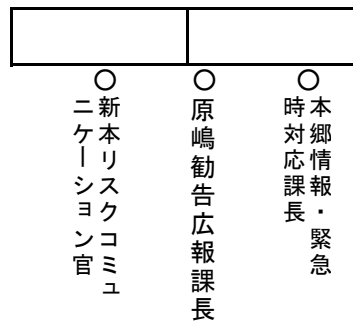 ○
本郷情報・緊急
時対応課長
○
原嶋勧告広報課長
○
新本リスクコミュ
ニケーション官